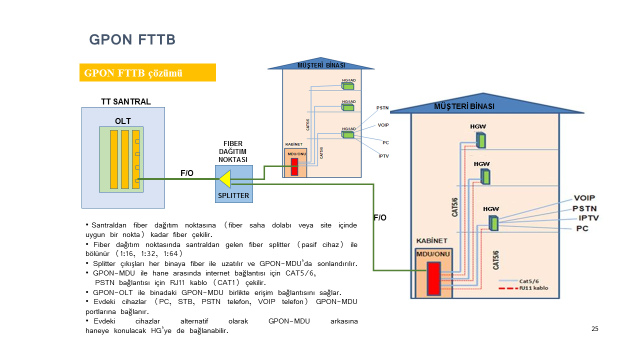 GPON FTTB
GPON FTTB çözümü
TT SANTRAL
OLT
F/O
FIBER
DAĞITIM
NOKTASI
SPLITTER
MÜŞTERİ BİNASI
CAT5/6
CAT5/6
KABİNET
MDU/ONU
PSTN
VOIP
PC
IPTV
F/O
MÜŞTERİ BİNASI
HGW
HGW
HGW
CAT5/6
CAT5/6
VOIP
PSTN
IPTV
PC
KABİNET
MDU/ONU
Cat5/6
RJ11 kablo
• Santraldan fiber dağıtım noktasına (fiber saha dolabı veya site içinde
uygun bir nokta) kadar fiber çekilir.
• Fiber dağıtım noktasında santraldan gelen fiber splitter (pasif cihaz) ile
bölünür (1:16, 1:32, 1:64)
• Splitter çıkışları her binaya fiber ile uzatılır ve GPON-MDU'da sonlandırılır.
• GPON-MDU ile hane arasında internet bağlantısı için CAT5/6,
PSTN bağlantısı için RJ11 kablo (CAT1) çekilir.
• GPON-OLT ile binadaki GPON-MDU birlikte erişim bağlantısını sağlar.
• Evdeki cihazlar (PC, STB, PSTN telefon, VOIP telefon) GPON-MDU
portlarına bağlanır.
• Evdeki cihazlar alternatif olarak GPON-MDU arkasına
haneye konulacak HG'ye de bağlanabilir.
25